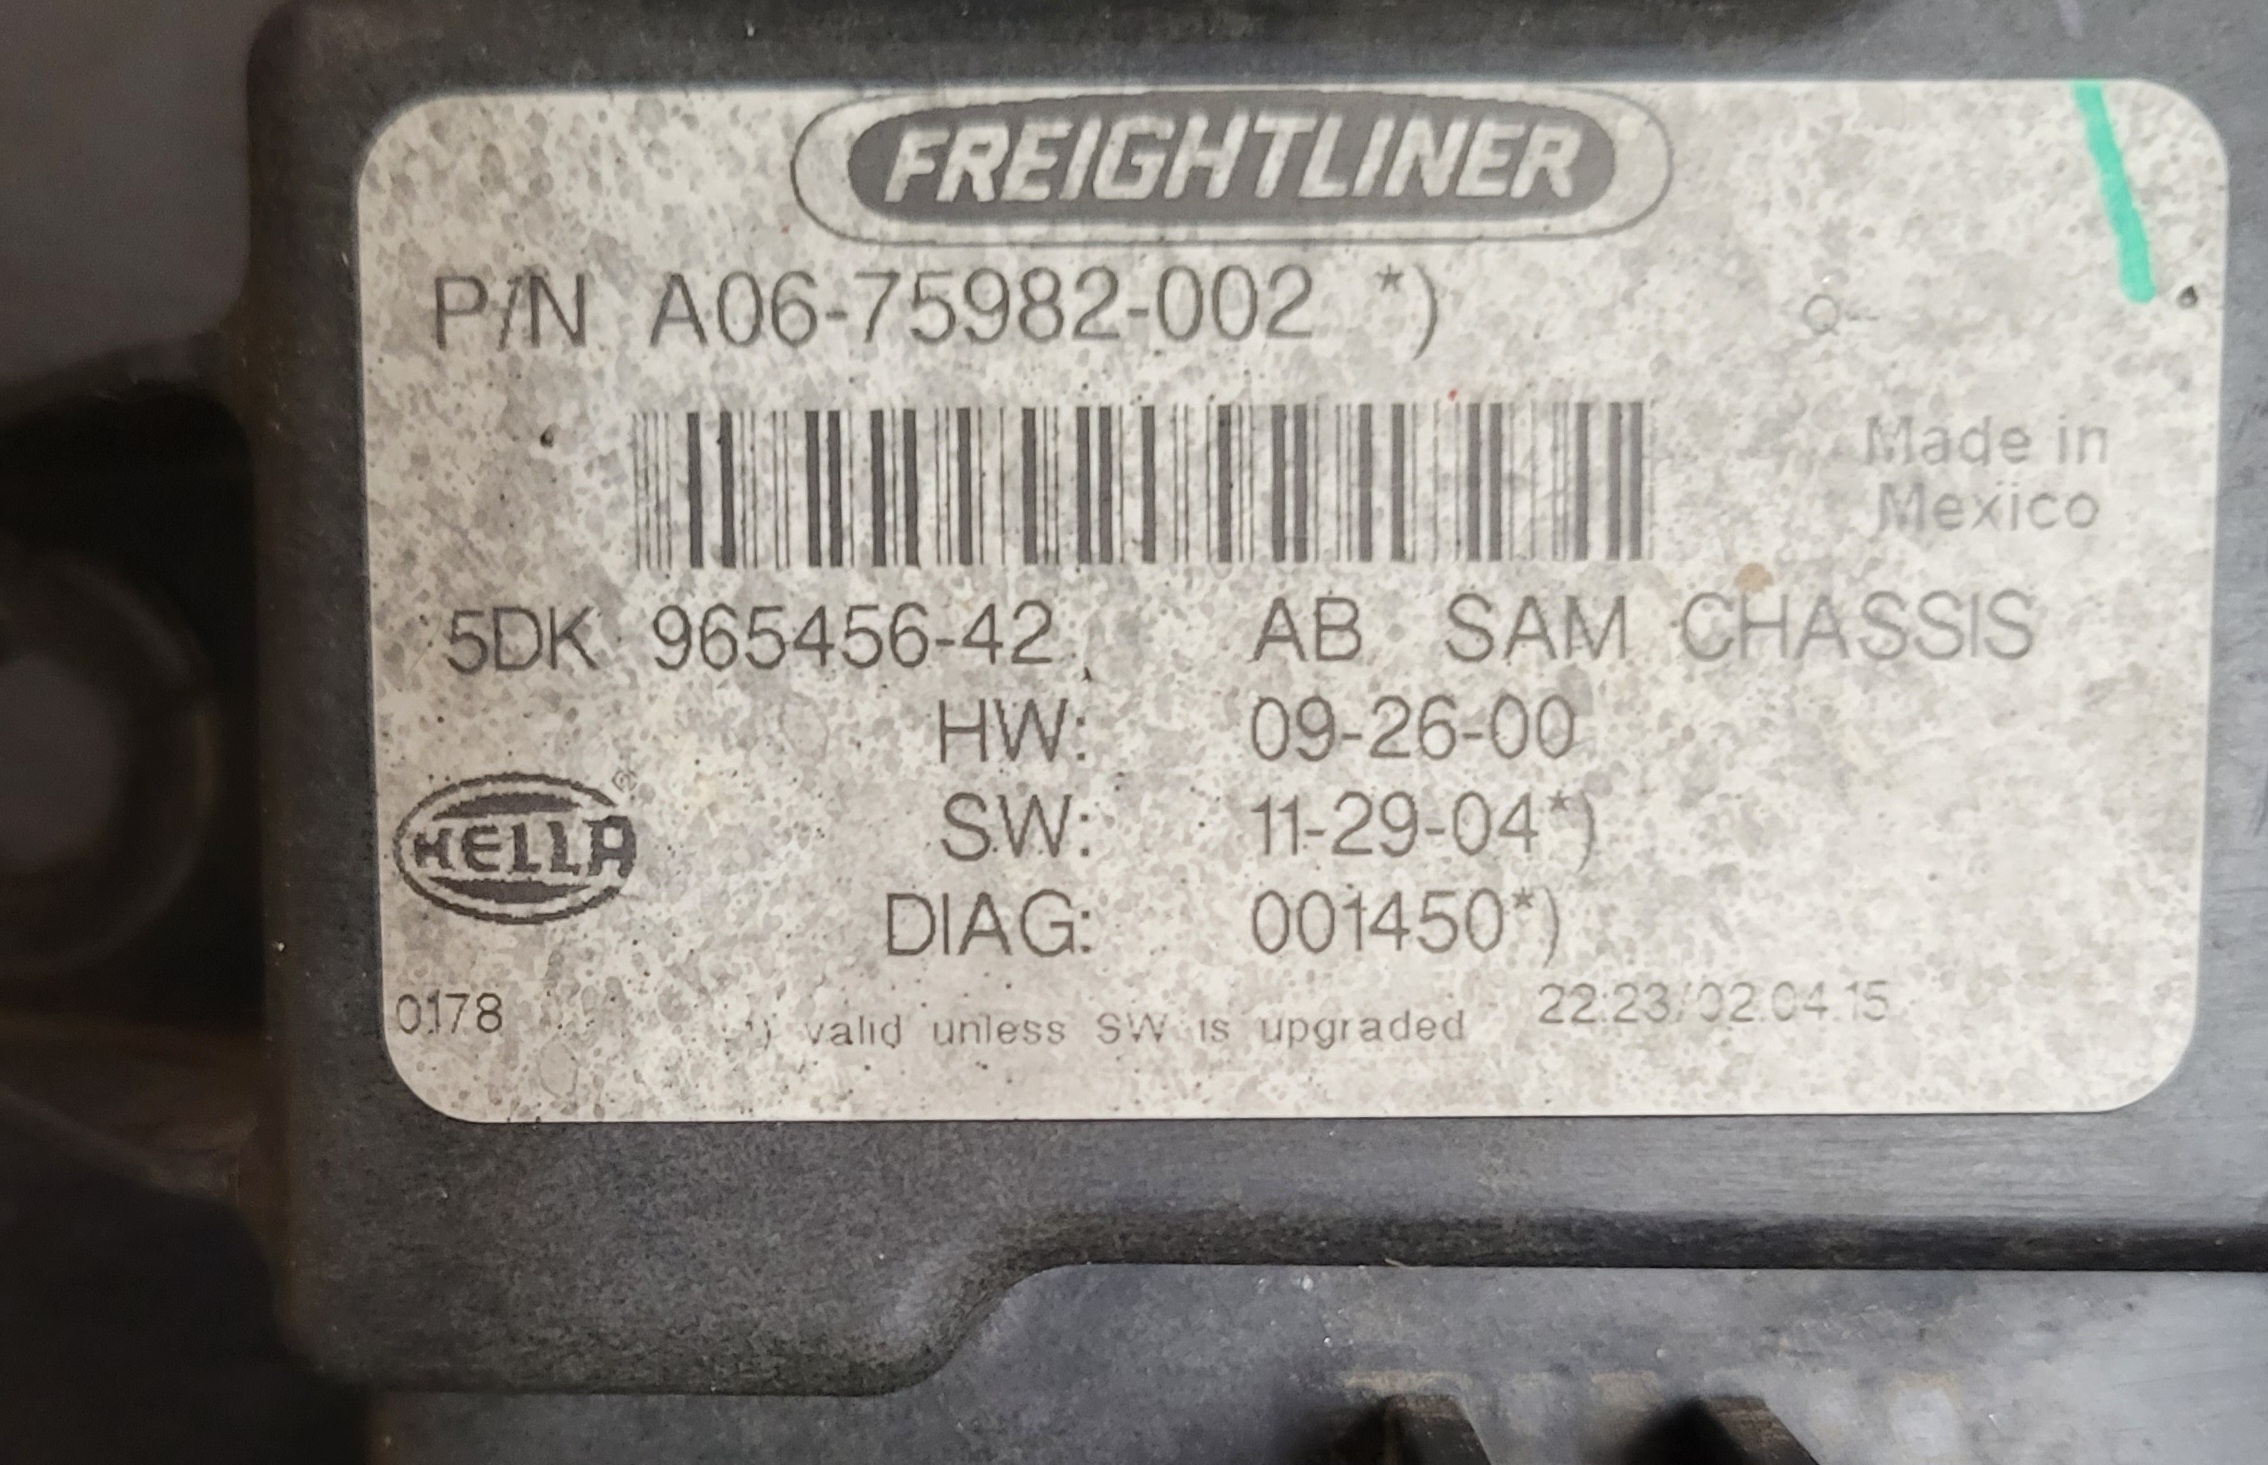 FREIGHTLINER
P/N A06-75982-002 *)
Q-
Made in
Mexico
5DK 965456-42 AB SAM CHASSIS
HW: 09-26-00
SW: 11-29-04*)
HELLA ®
DIAG: 001450*)
0178
*) valid unless SW is upgraded 22:23/02.04.15